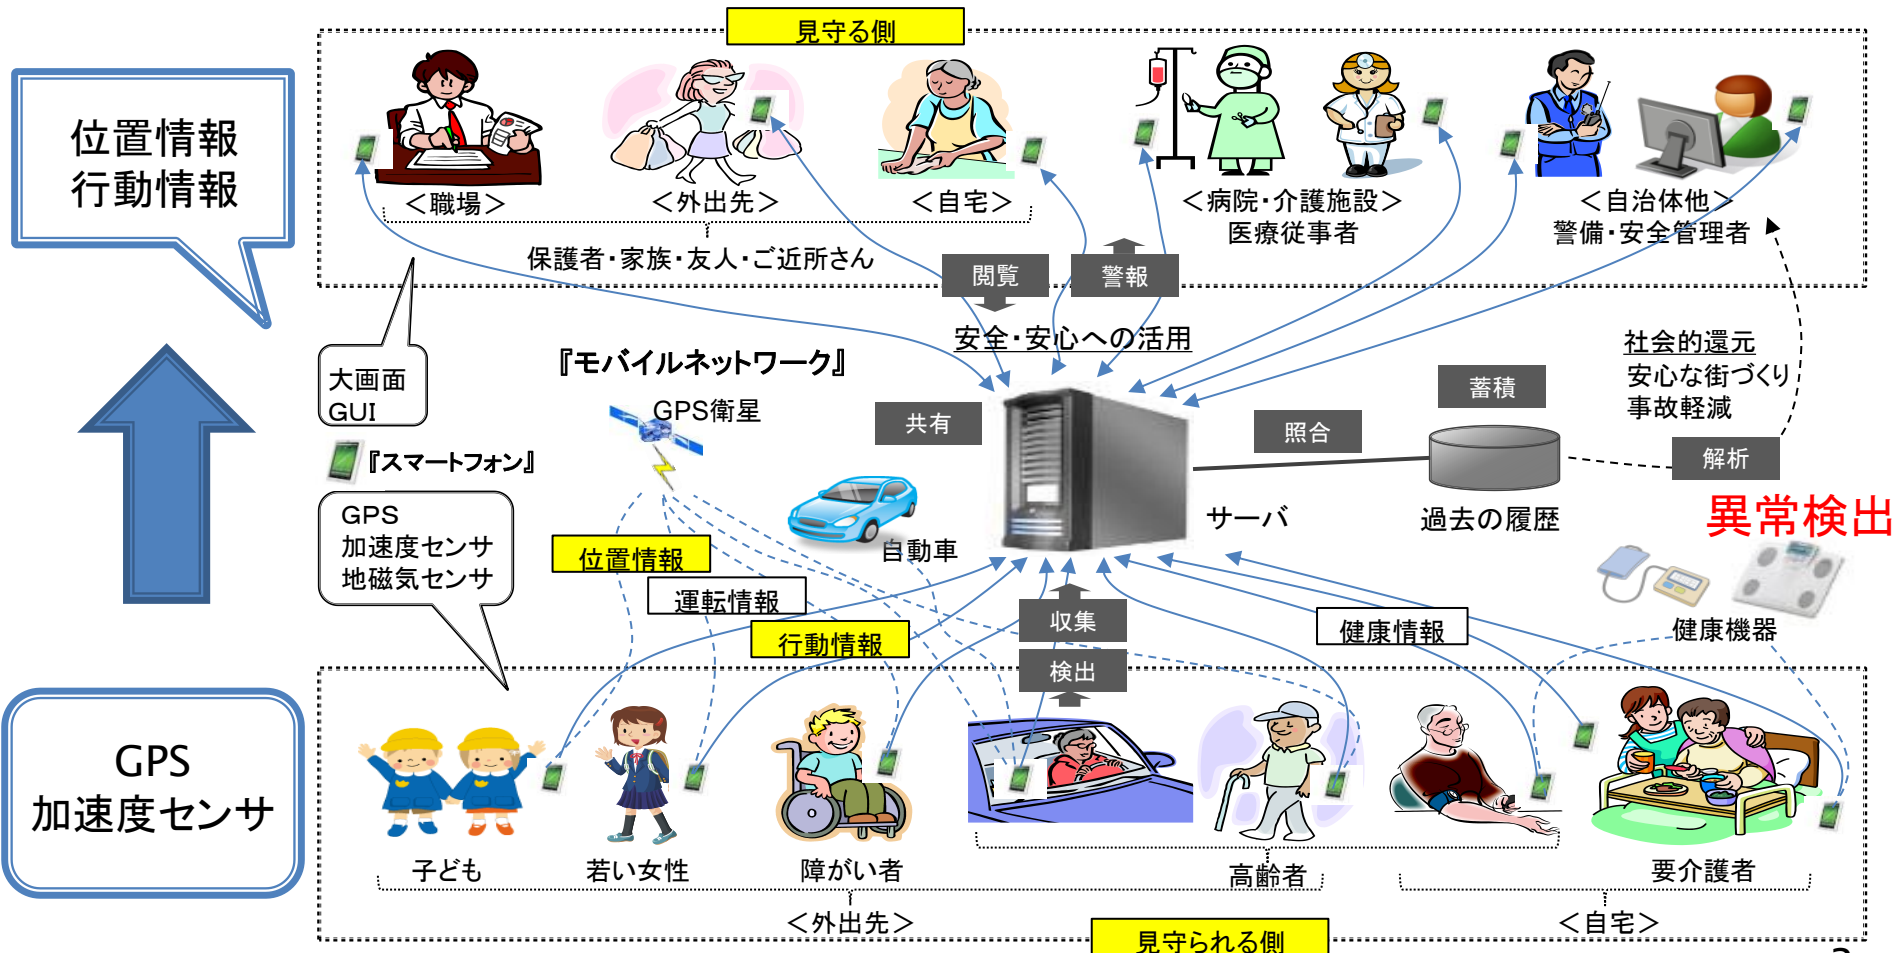 見守る側
位置情報
行動情報
＜職場＞
＜外出先＞
＜自宅＞
＜病院・介護施設＞
医療従事者
＜自治体他＞
警備・安全管理者
保護者・家族・友人・ご近所さん
閲覧
警報
安全・安心への活用
『モバイルネットワーク』
大画面
GUI
GPS衛星
共有
照合
蓄積
社会的還元
安心な街づくり
事故軽減
解析
『スマートフォン』
GPS
加速度センサ
地磁気センサ
自動車
サーバ
過去の履歴
異常検出
位置情報
運転情報
行動情報
収集
検出
健康情報
健康機器
GPS
加速度センサ
子ども
若い女性
障がい者
高齢者
要介護者
＜外出先＞
＜自宅＞
見守られる側